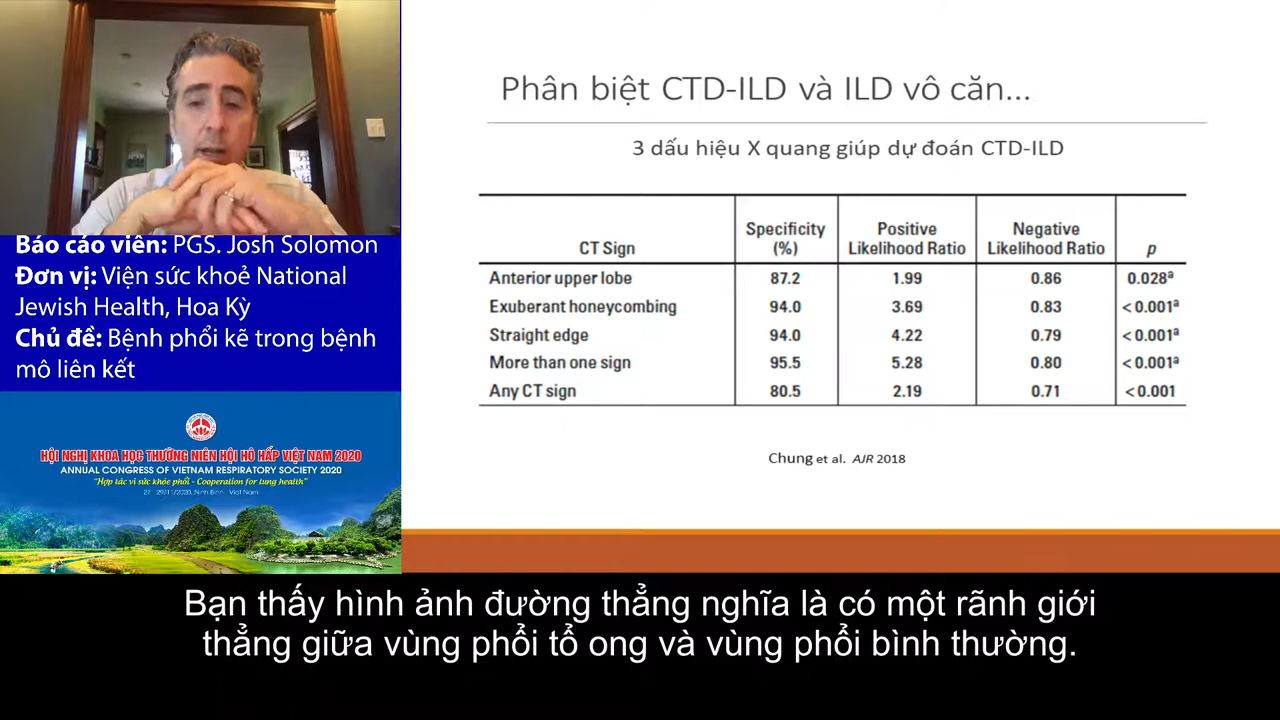 Báo cáo viên: PGS. Josh Solomon
Đơn vị: Viện sức khoẻ National
Jewish Health, Hoa Kỳ
Chủ đề: Bệnh phổi kẽ trong bệnh
mô liên kết
HỘI NGHỊ KHOA HỌC THƯỜNG NIÊN HỘI HÔ HẤP VIỆT NAM 2020
ANNUAL CONGRESS OF VIETNAM RESPIRATORY SOCIETY 2020
"Hợp tác vì sức khỏe phổi - Cooperation for lung health"
27 - 29/11/2020, Ninh Bình - Việt Nam
Phân biệt CTD-ILD và ILD vô căn...
3 dấu hiệu X quang giúp dự đoán CTD-ILD
CT Sign Specificity (%) Positive Likelihood Ratio Negative Likelihood Ratio p
Anterior upper lobe 87.2 1.99 0.86 0.028ª
Exuberant honeycombing 94.0 3.69 0.83 < 0.001ª
Straight edge 94.0 4.22 0.79 < 0.001ª
More than one sign 95.5 5.28 0.80 < 0.001ª
Any CT sign 80.5 2.19 0.71 < 0.001
Chung et al. AJR 2018
Bạn thấy hình ảnh đường thẳng nghĩa là có một rãnh giới
thẳng giữa vùng phổi tổ ong và vùng phổi bình thường.